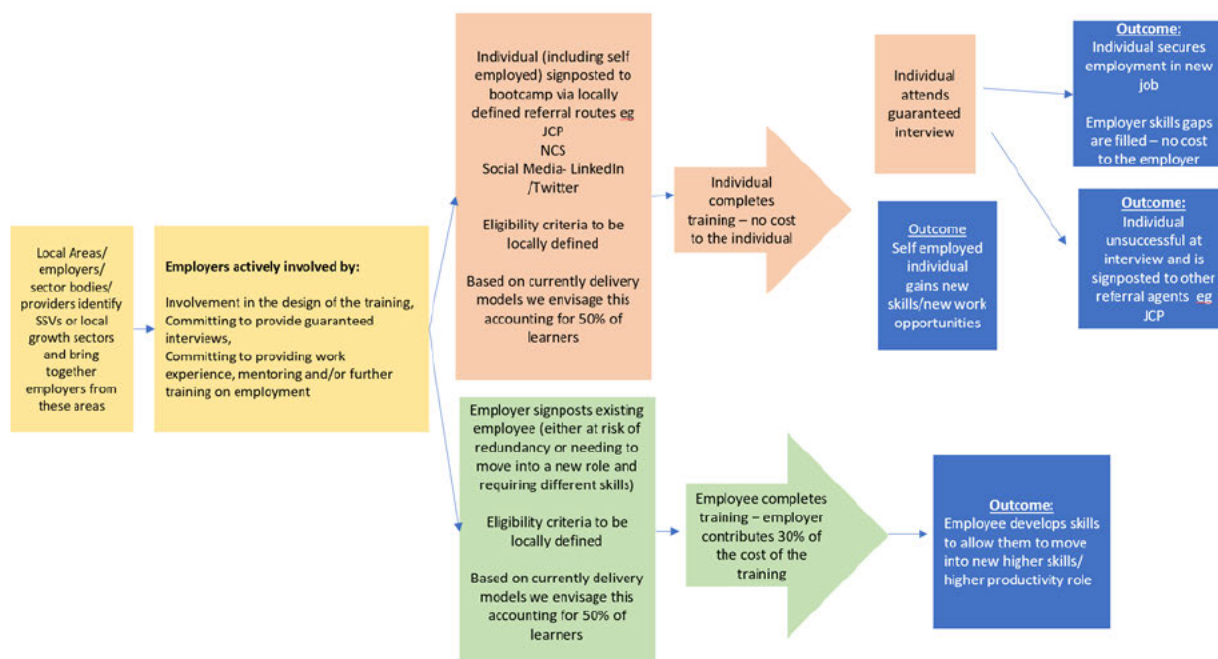 Local Areas/
employers/
sector bodies/
providers identify
SSVs or local
growth sectors
and bring
together
employers from
these areas
Employers actively involved by:
Involvement in the design of the training,
Committing to provide guaranteed
interviews,
Committing to providing work
experience, mentoring and/or further
training on employment
Individual (including self
employed) signposted to
bootcamp via locally
defined referral routes eg
JCP
NCS
Social Media- LinkedIn
/Twitter
Eligibility criteria to be
locally defined
Based on currently delivery
models we envisage this
accounting for 50% of
learners
Individual
completes
training – no cost
to the individual
Individual
attends
guaranteed
interview
Outcome:
Individual secures
employment in new
job
Employer skills gaps
are filled – no cost
to the employer
Outcome
Self employed
individual
gains new
skills/new work
opportunities
Outcome:
Individual
unsuccessful at
interview and is
signposted to other
referral agents eg
JCP
Employer signposts existing
employee (either at risk of
redundancy or needing to
move into a new role and
requiring different skills)
Eligibility criteria to be
locally defined
Based on currently delivery
models we envisage this
accounting for 50% of
learners
Employee completes
training – employer
contributes 30% of
the cost of the
training
Outcome:
Employee develops skills
to allow them to move
into new higher skills/
higher productivity role